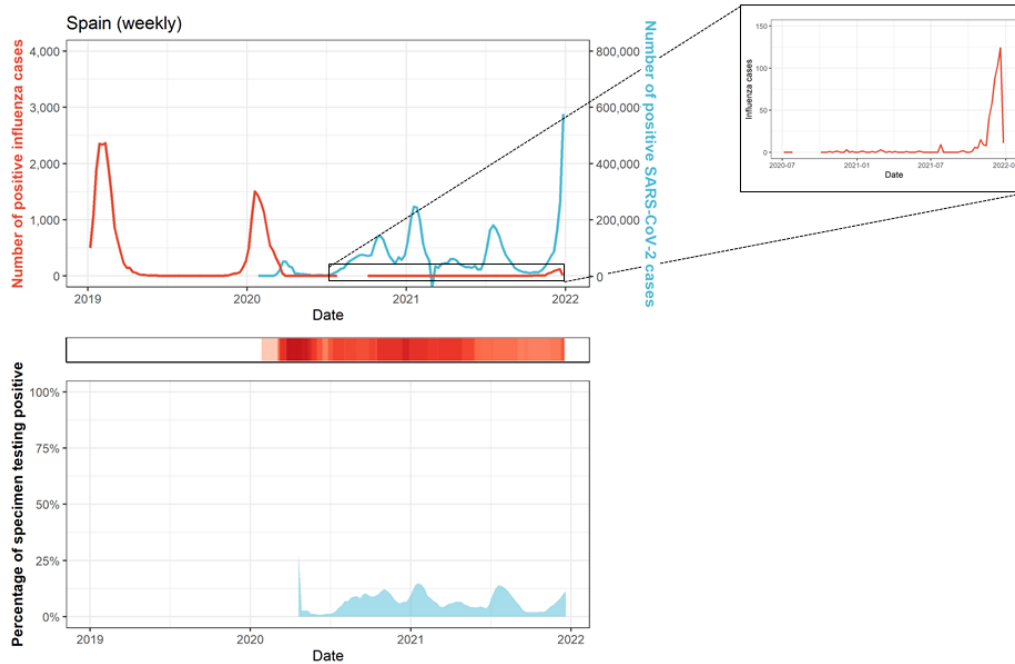 Spain (weekly)
Number of positive influenza cases
4,000
3,000
2,000
1,000
0
800,000
600,000
400,000
200,000
0
Number of positive SARS-CoV-2 cases
2019 2020 2021 2022
Date
Influenza cases
150
100
50
0
2020-07 2021-01 2021-07 2022-0
Date
Percentage of specimen testing positive
100%
75%
50%
25%
0%
2019 2020 2021 2022
Date